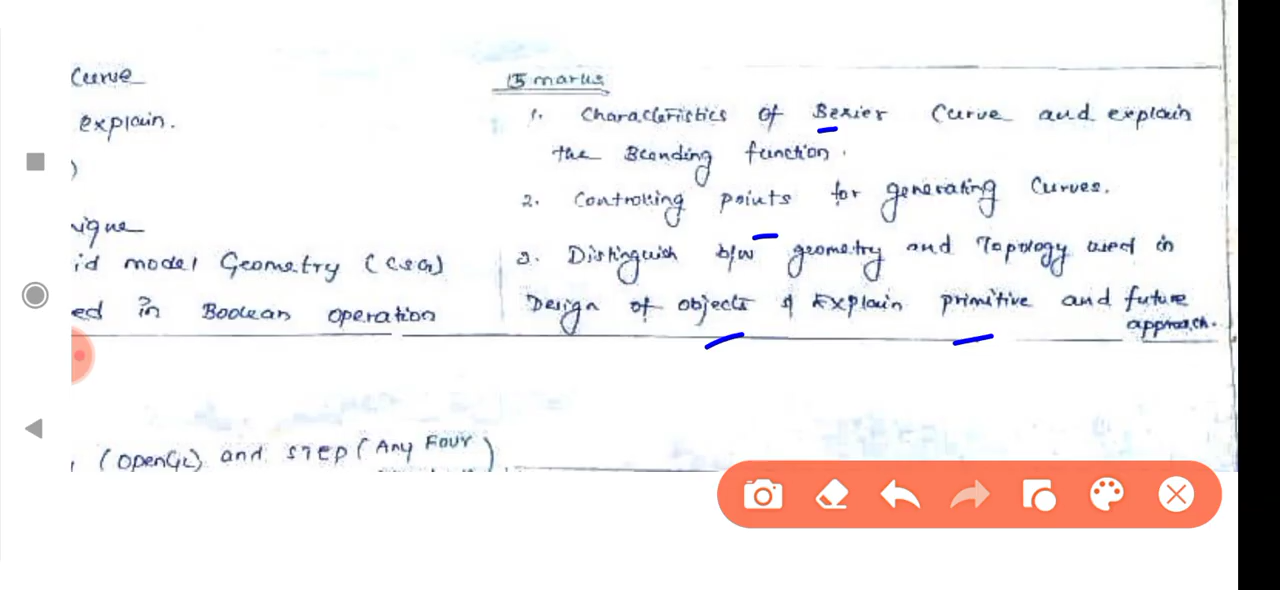 Curve
explain.
)
id model Geometry (CSG)
ed in Boolean operation
15 marks
1. Characteristics of Bezier Curve and explain
the Blending function.
2. Controlling points for generating Curves.
3. Distinguish b/w geometry and Topology used in
Design of objects & Explain primitive and future
approach.
(OpenGL) and STEP (Any Four)